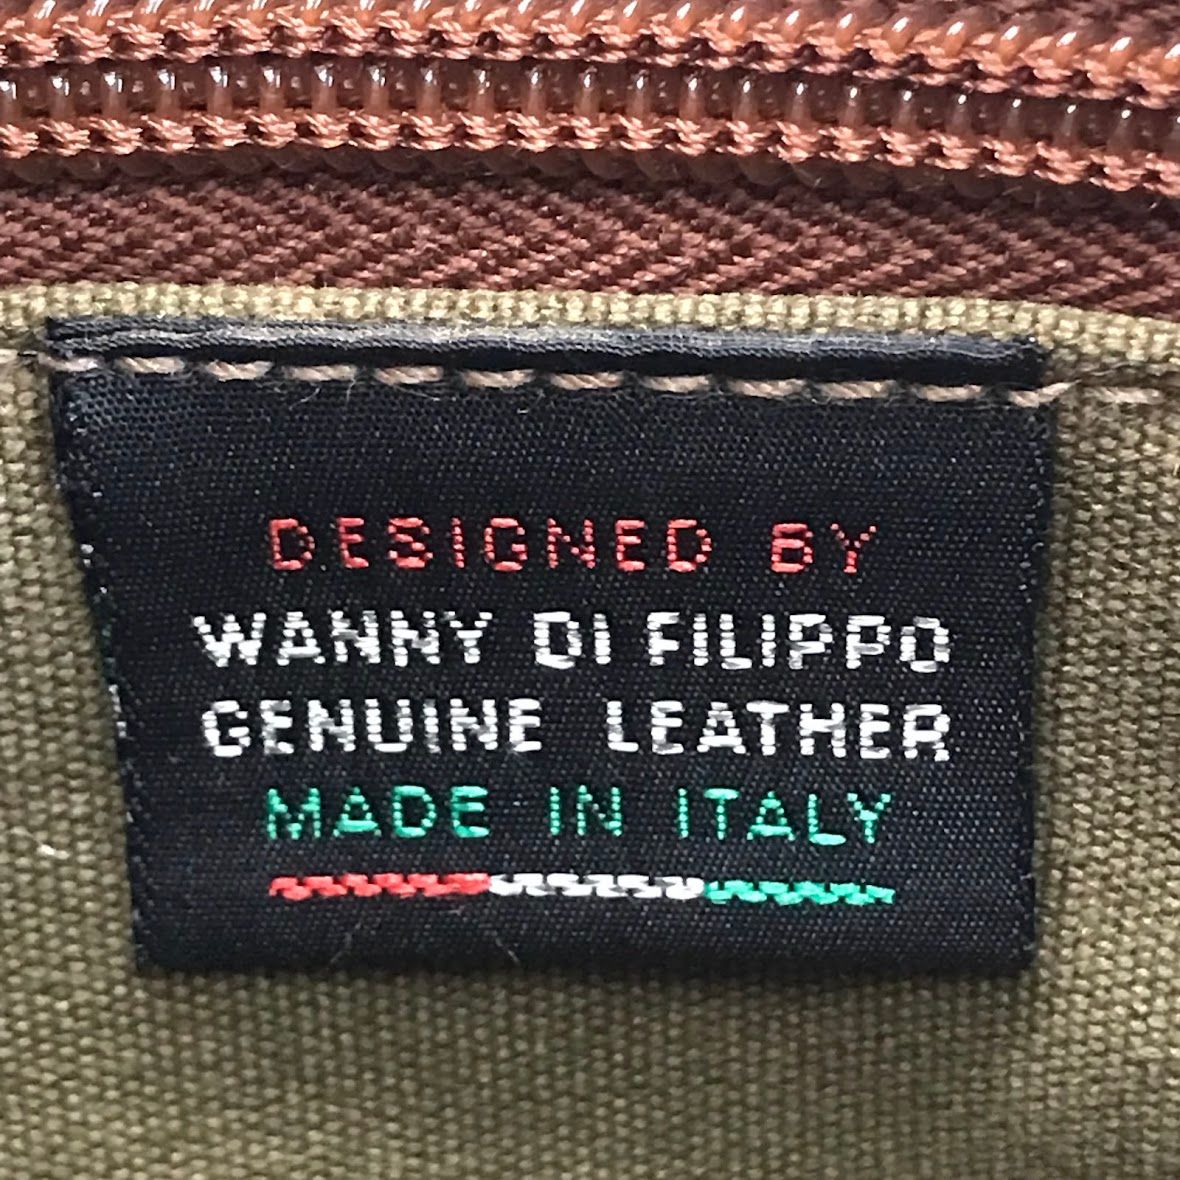 DESIGNED BY
WANNY DI FILIPPO
GENUINE LEATHER
MADE IN ITALY